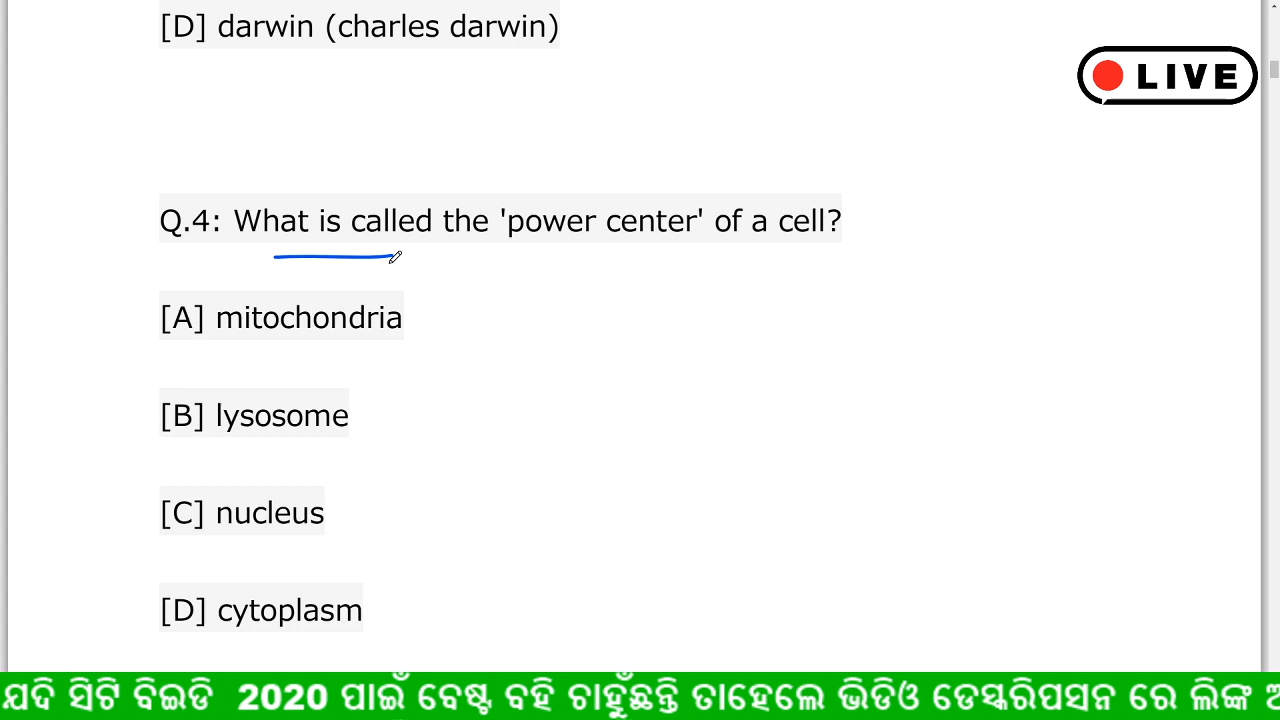 [D] darwin (charles darwin)
LIVE
Q.4: What is called the 'power center' of a cell?
[A] mitochondria
[B] lysosome
[C] nucleus
[D] cytoplasm
ଯଦି ସିଟି ବିଇଡି 2020 ପାଇଁ ବେଷ୍ଟ ବହି ଚାହୁଁଛନ୍ତି ତାହେଲେ ଭିଡିଓ ଡେସ୍କରିପସନ ରେ ଲିଙ୍କ